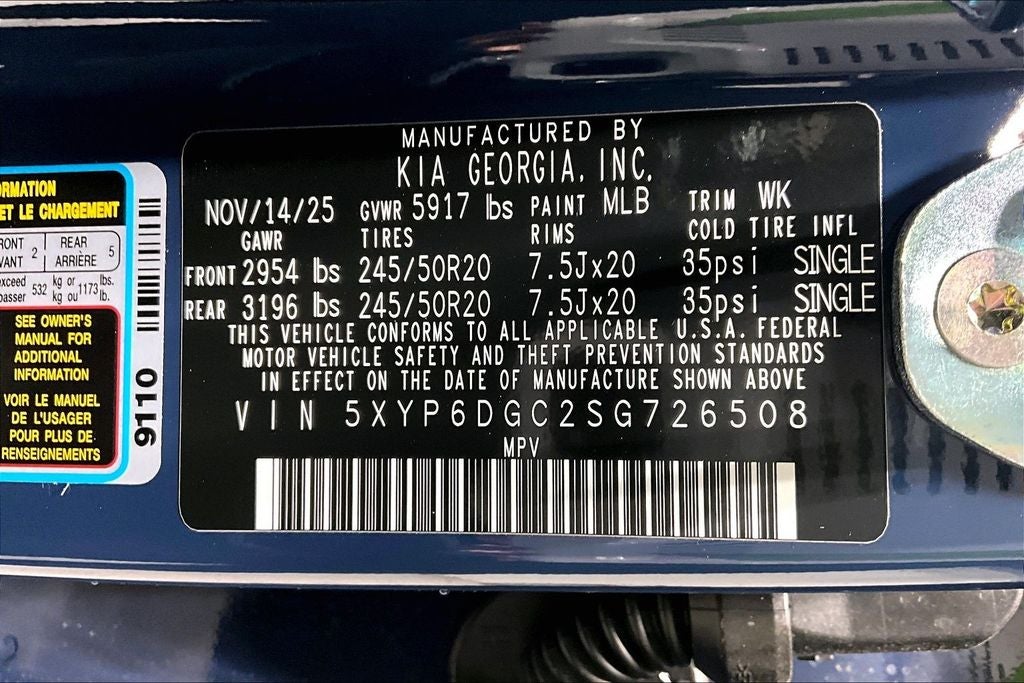 MANUFACTURED BY
KIA GEORGIA, INC.
NOV/14/25 GVWR 5917 lbs PAINT MLB TRIM WK
GAWR TIRES RIMS COLD TIRE INFL
FRONT 2954 lbs 245/50R20 7.5Jx20 35psi SINGLE
REAR 3196 lbs 245/50R20 7.5Jx20 35psi SINGLE
THIS VEHICLE CONFORMS TO ALL APPLICABLE U.S.A. FEDERAL
MOTOR VEHICLE SAFETY AND THEFT PREVENTION STANDARDS
IN EFFECT ON THE DATE OF MANUFACTURE SHOWN ABOVE
VIN 5XYP6DGC2SG726508
MPV
RMATION
ET LE CHARGEMENT
RONT 2 REAR 5
VANT ARRIÈRE
exceed 532 kg or 1173 lbs.
passer kg ou lb.
SEE OWNER'S
MANUAL FOR
ADDITIONAL
INFORMATION
VOIR LE MANUEL
DE L'USAGER
POUR PLUS DE
RENSEIGNEMENTS
9110